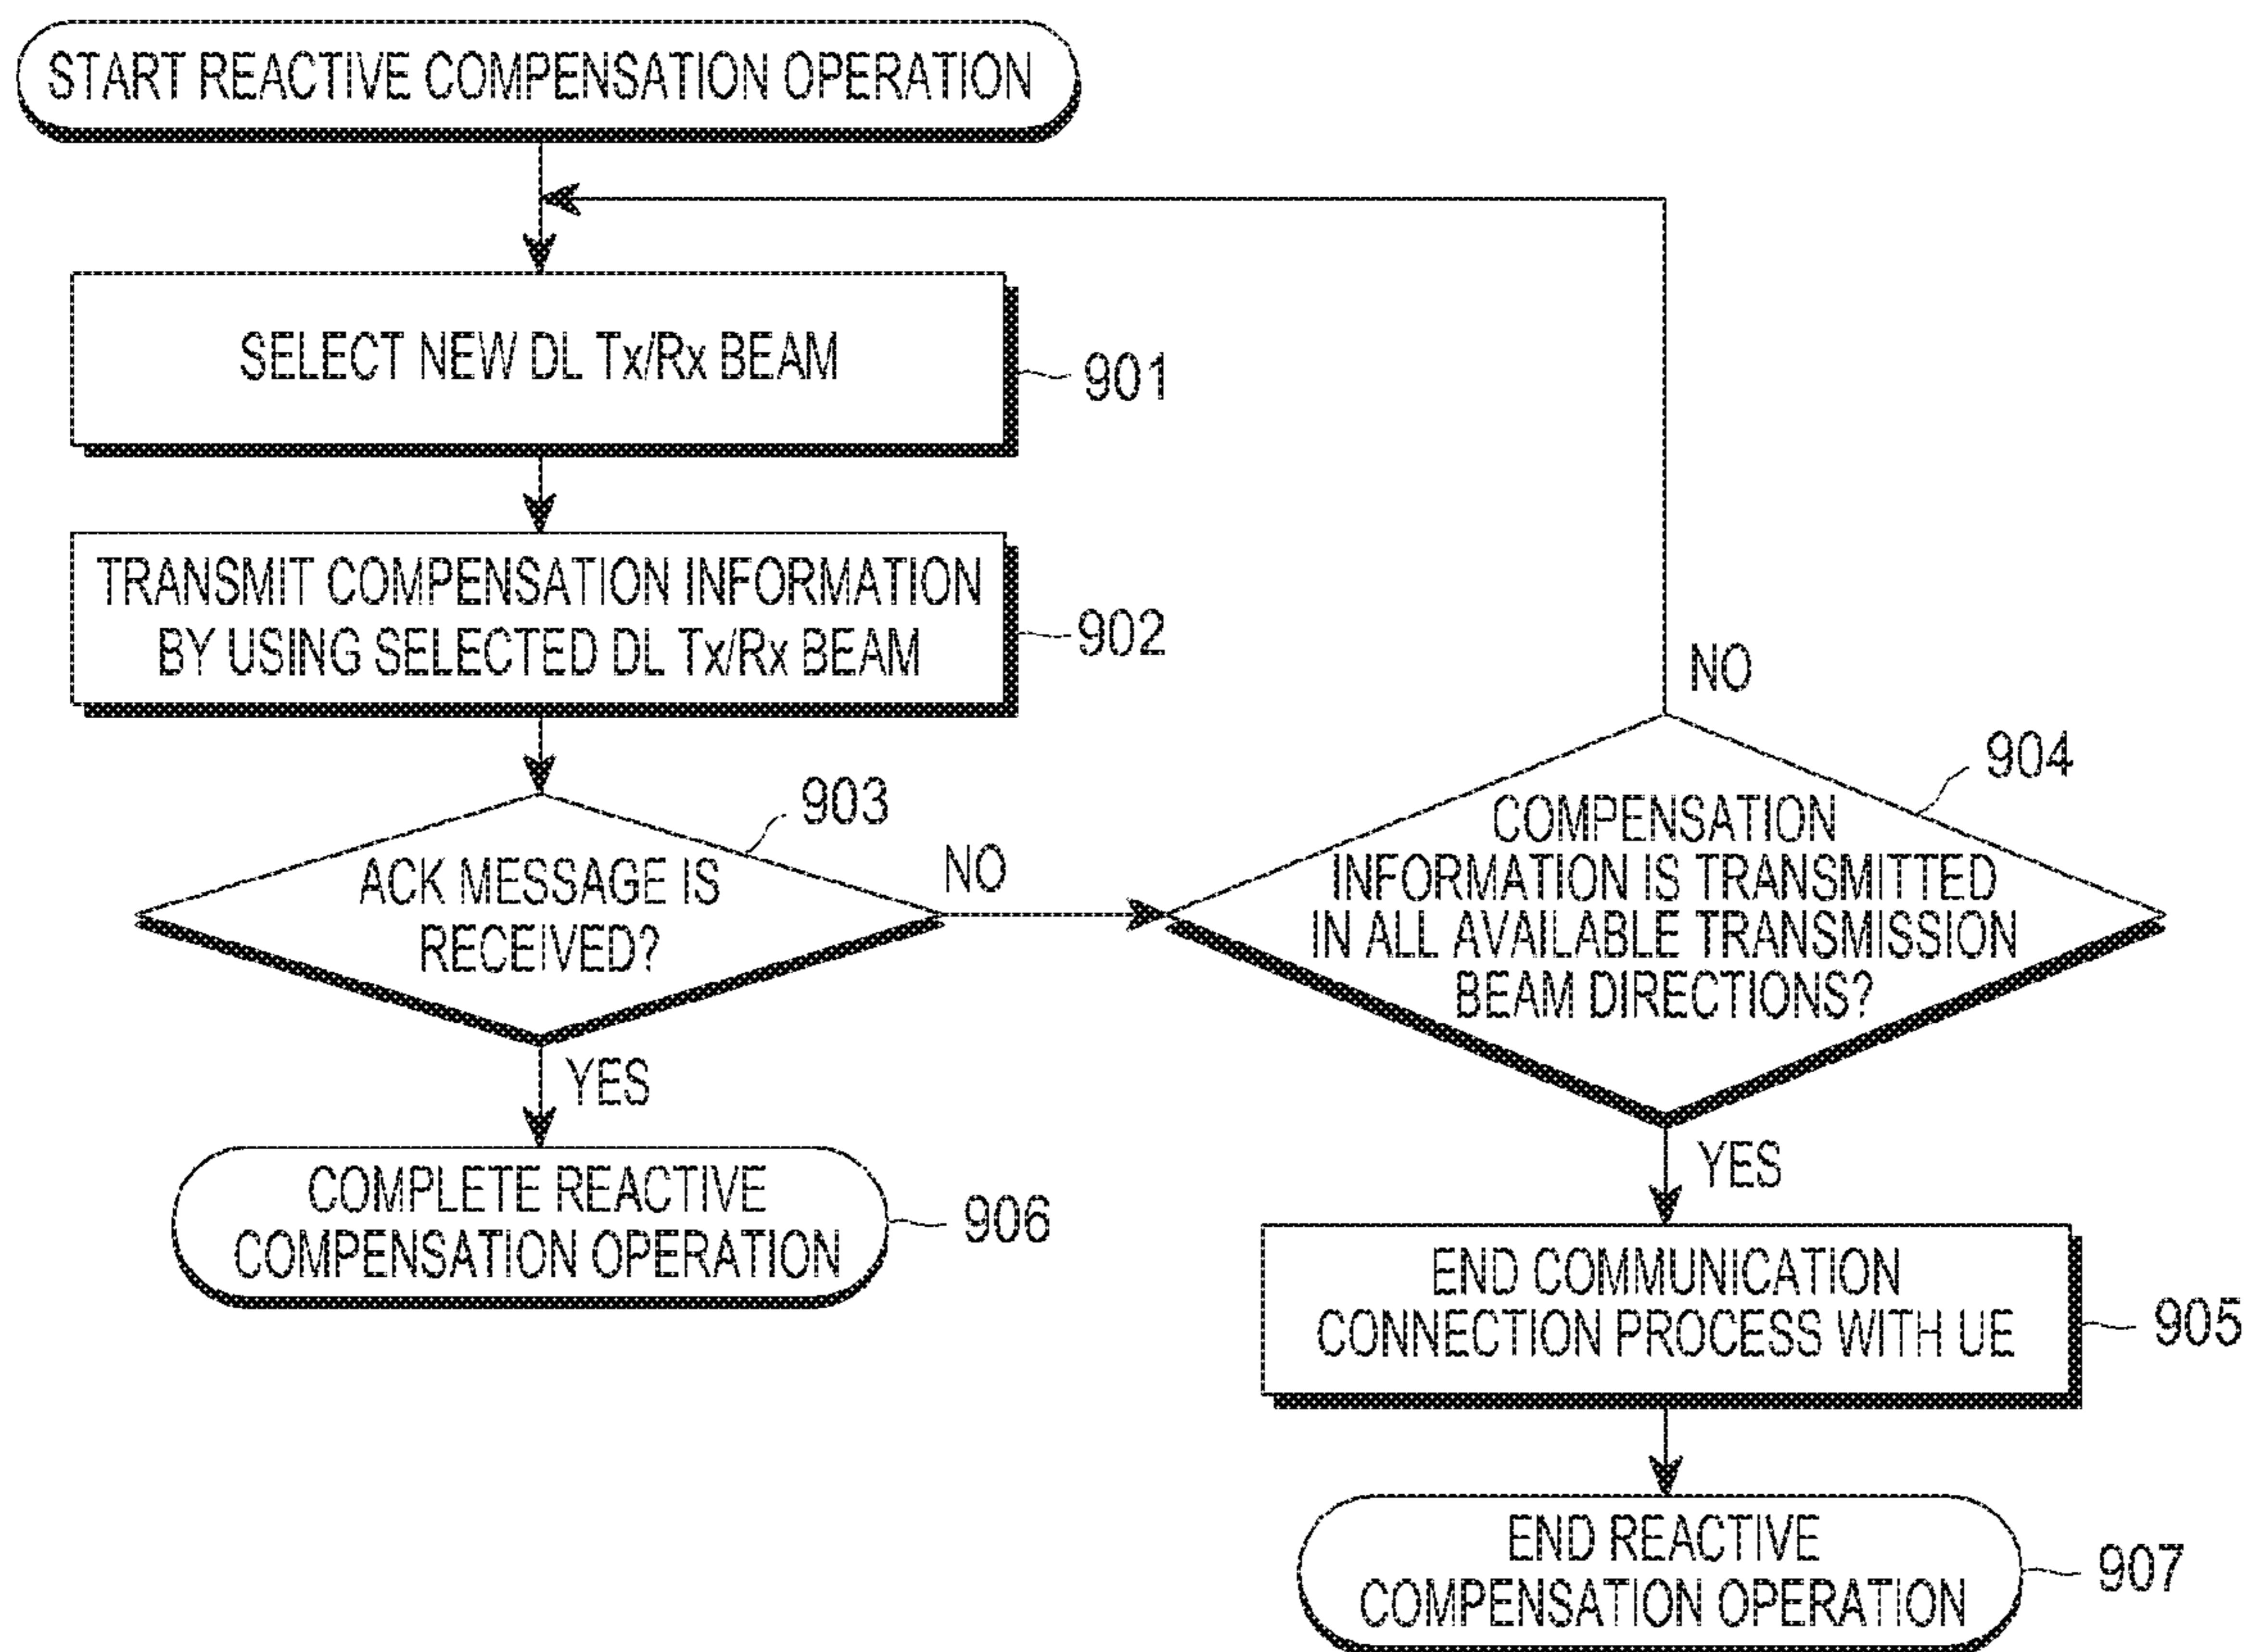 START REACTIVE COMPENSATION OPERATION
SELECT NEW DL Tx/Rx BEAM
901
TRANSMIT COMPENSATION INFORMATION
BY USING SELECTED DL Tx/Rx BEAM
902
903
ACK MESSAGE IS
RECEIVED?
NO
YES
COMPLETE REACTIVE
COMPENSATION OPERATION
906
NO
904
COMPENSATION
INFORMATION IS TRANSMITTED
IN ALL AVAILABLE TRANSMISSION
BEAM DIRECTIONS?
YES
END COMMUNICATION
CONNECTION PROCESS WITH UE
905
END REACTIVE
COMPENSATION OPERATION
907